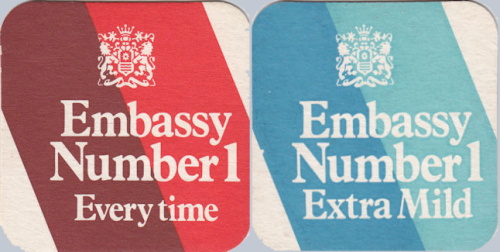 Embassy
Number 1
Every time
Embassy
Number 1
Extra Mild